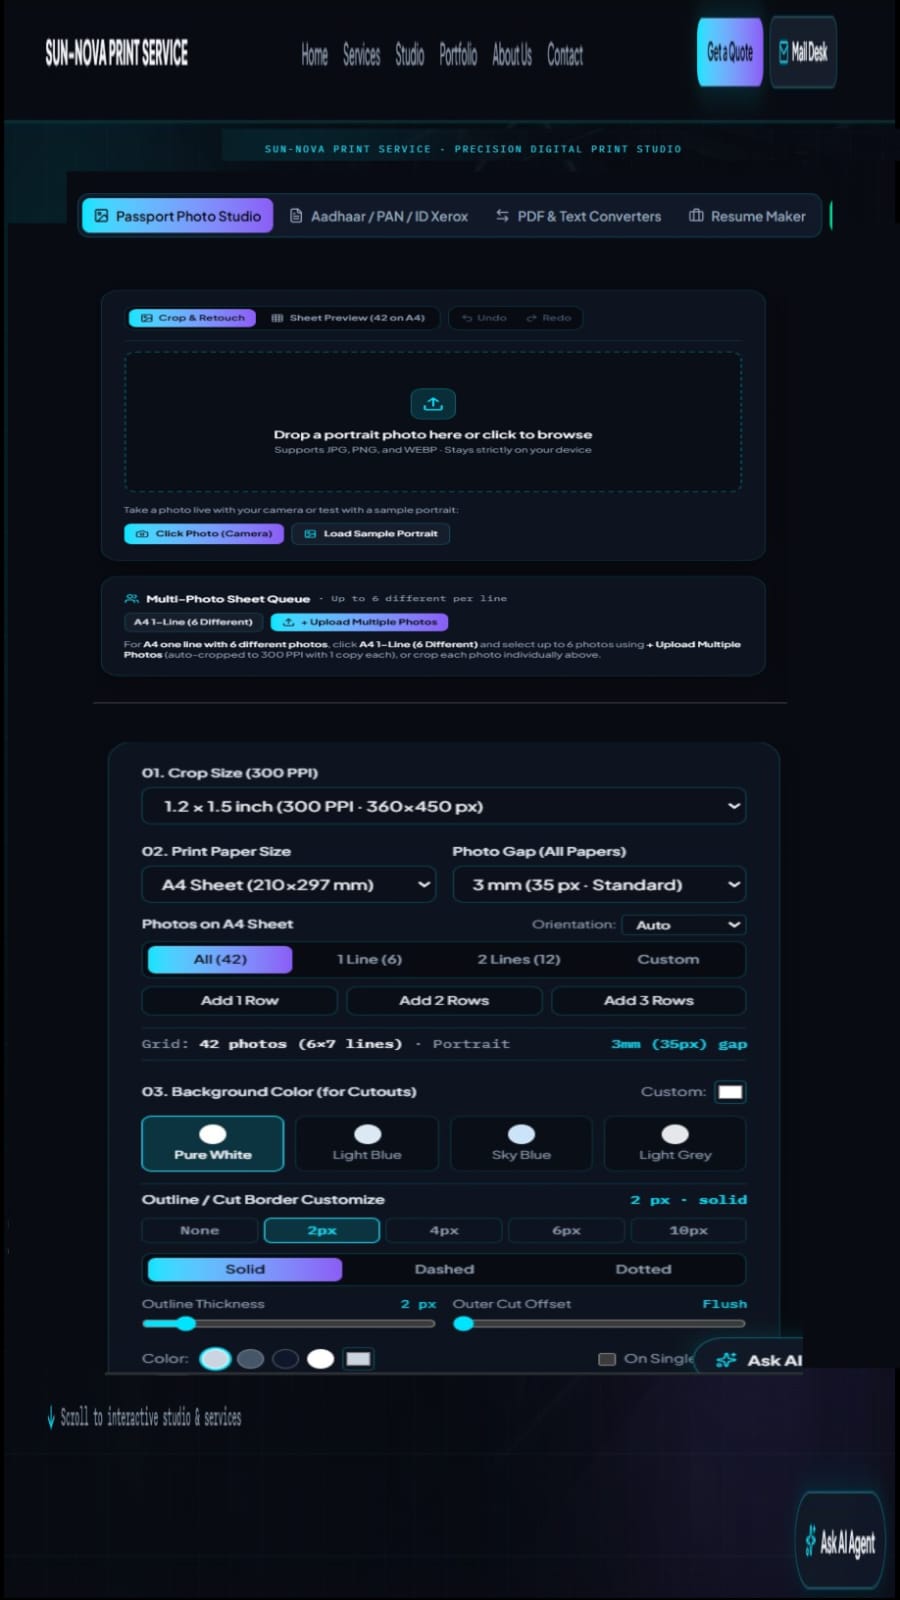 SUN-NOVA PRINT SERVICE
Home Services Studio Portfolio About Us Contact
Get a Quote
Mail Desk
SUN-NOVA PRINT SERVICE · PRECISION DIGITAL PRINT STUDIO
Passport Photo Studio
Aadhaar / PAN / ID Xerox
PDF & Text Converters
Resume Maker
Crop & Retouch
Sheet Preview (42 on A4)
Undo
Redo
Drop a portrait photo here or click to browse
Supports JPG, PNG, and WEBP · Stays strictly on your device
Take a photo live with your camera or test with a sample portrait:
Click Photo (Camera)
Load Sample Portrait
Multi-Photo Sheet Queue · Up to 6 different per line
A4 1-Line (6 Different)
+ Upload Multiple Photos
For A4 one line with 6 different photos, click A4 1-Line (6 Different) and select up to 6 photos using + Upload Multiple
Photos (auto-cropped to 300 PPI with 1 copy each), or crop each photo individually above.
01. Crop Size (300 PPI)
1.2 x 1.5 inch (300 PPI · 360x450 px)
02. Print Paper Size
Photo Gap (All Papers)
A4 Sheet (210x297 mm)
3 mm (35 px · Standard)
Photos on A4 Sheet
Orientation: Auto
All (42)
1 Line (6)
2 Lines (12)
Custom
Add 1 Row
Add 2 Rows
Add 3 Rows
Grid: 42 photos (6×7 lines) · Portrait
3mm (35px) gap
03. Background Color (for Cutouts)
Custom:
Pure White
Light Blue
Sky Blue
Light Grey
Outline / Cut Border Customize
2 px · solid
None
2px
4px
6px
10px
Solid
Dashed
Dotted
Outline Thickness
2 px
Outer Cut Offset
Flush
Color:
On Single
Ask AI
Scroll to interactive studio & services
Ask AI Agent